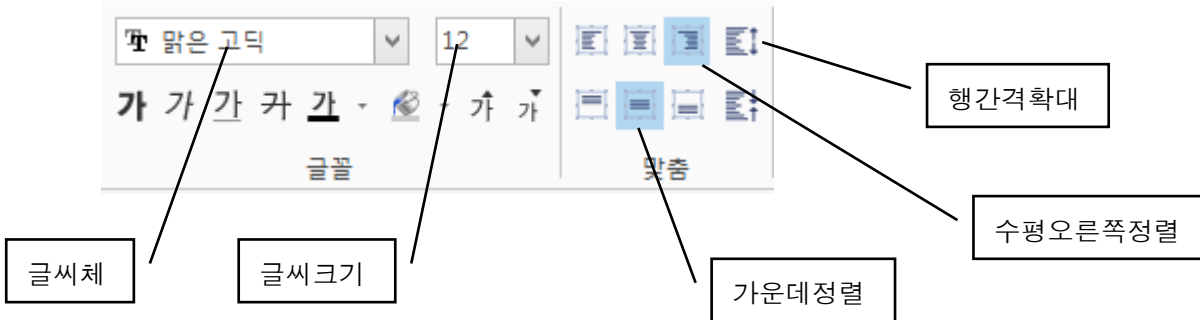 맑은 고딕 12
가 가 가 가 가 가 가
글꼴 맞춤
행간격확대
수평오른쪽정렬
글씨체 글씨크기 가운데정렬